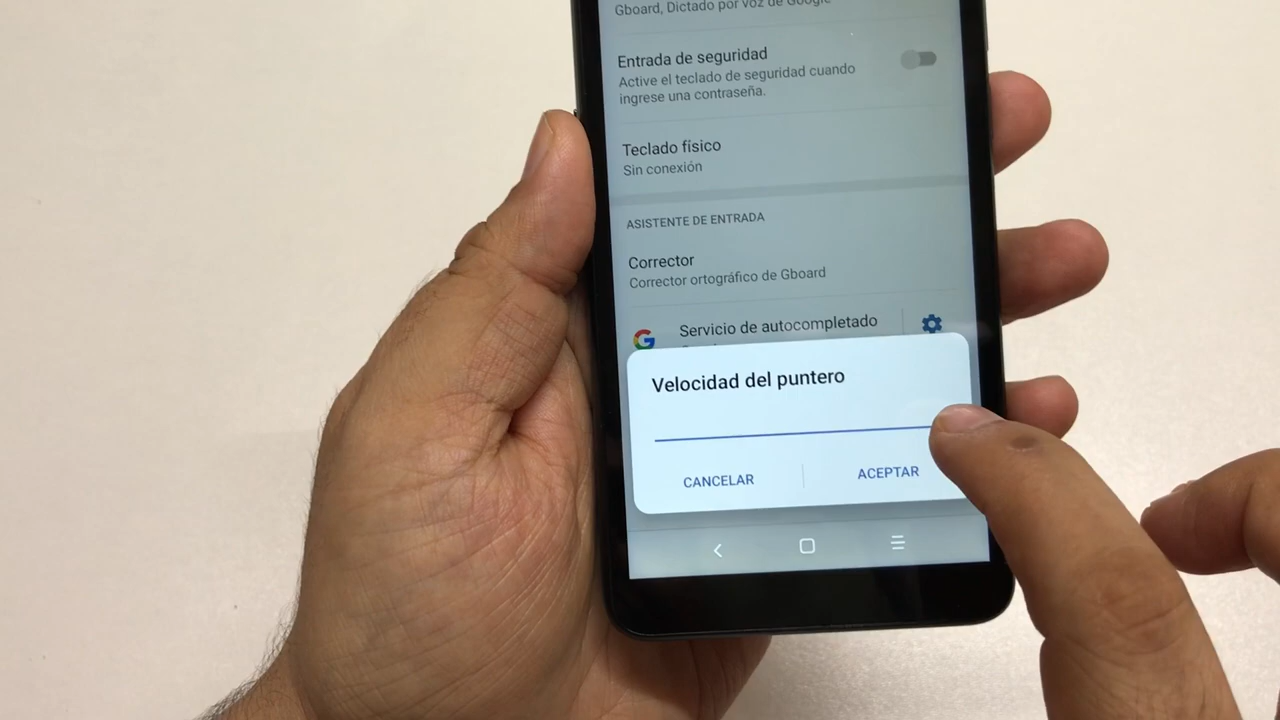 Gboard, Dictado por voz de Google
Entrada de seguridad
Active el teclado de seguridad cuando
ingrese una contraseña.
Teclado físico
Sin conexión
ASISTENTE DE ENTRADA
Corrector
Corrector ortográfico de Gboard
Servicio de autocompletado
Velocidad del puntero
CANCELAR
ACEPTAR